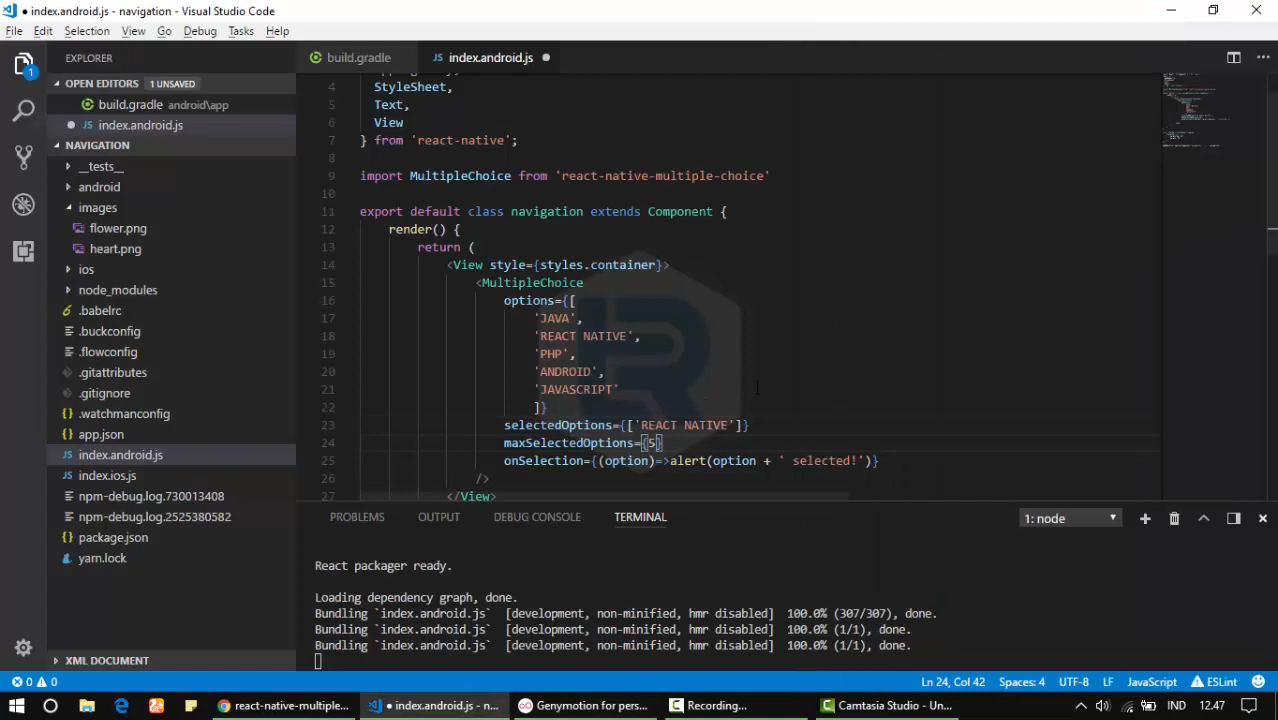 index.android.js - navigation - Visual Studio Code
File Edit Selection View Go Debug Tasks Help
EXPLORER
build.gradle
index.android.js
OPEN EDITORS 1 UNSAVED
build.gradle android\app
index.android.js
NAVIGATION
__tests__
android
images
flower.png
heart.png
ios
node_modules
.babelrc
.buckconfig
.flowconfig
.gitattributes
.gitignore
.watchmanconfig
app.json
index.android.js
index.ios.js
npm-debug.log.730013408
npm-debug.log.2525380582
package.json
yarn.lock
XML DOCUMENT
4 StyleSheet,
5 Text,
6 View
7 } from 'react-native';
8
9 import MultipleChoice from 'react-native-multiple-choice'
10
11 export default class navigation extends Component {
12 render() {
13 return (
14 <View style={styles.container}>
15 <MultipleChoice
16 options={[
17 'JAVA',
18 'REACT NATIVE',
19 'PHP',
20 'ANDROID',
21 'JAVASCRIPT'
22 ]}
23 selectedOptions={['REACT NATIVE']}
24 maxSelectedOptions={5}
25 onSelection={(option)=>alert(option + ' selected!')}
26 />
27 </View>
PROBLEMS OUTPUT DEBUG CONSOLE TERMINAL 1: node
React packager ready.
Loading dependency graph, done.
Bundling `index.android.js` [development, non-minified, hmr disabled] 100.0% (307/307), done.
Bundling `index.android.js` [development, non-minified, hmr disabled] 100.0% (1/1), done.
Bundling `index.android.js` [development, non-minified, hmr disabled] 100.0% (1/1), done.
0 0 Ln 24, Col 42 Spaces: 4 UTF-8 LF JavaScript ESLint
react-native-multiple... index.android.js - n... Genymotion for pers... Recording... Camtasia Studio - Un... IND 12.47